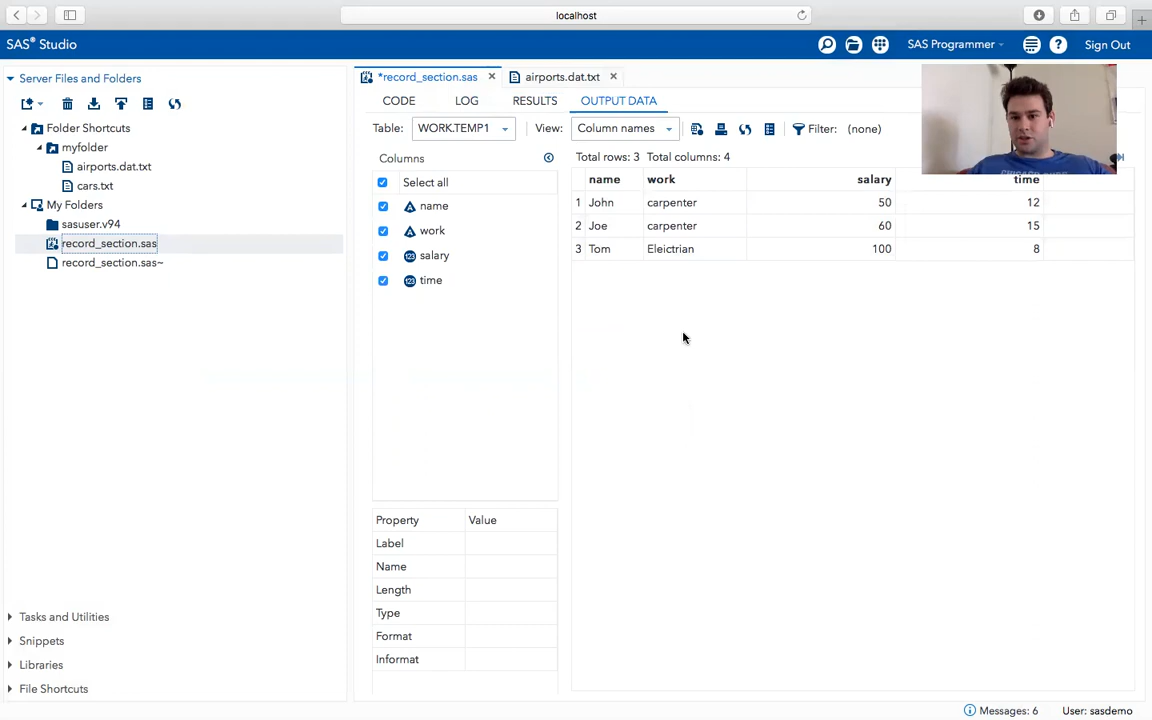 localhost
SAS® Studio
SAS Programmer
Sign Out
Server Files and Folders
Folder Shortcuts
myfolder
airports.dat.txt
cars.txt
My Folders
sasuser.v94
record_section.sas
record_section.sas~
Tasks and Utilities
Snippets
Libraries
File Shortcuts
*record_section.sas
airports.dat.txt
CODE LOG RESULTS OUTPUT DATA
Table: WORK.TEMP1 View: Column names Filter: (none)
Columns
Select all
name
work
salary
time
Property Value
Label
Name
Length
Type
Format
Informat
Total rows: 3 Total columns: 4
name work salary time
1 John carpenter 50 12
2 Joe carpenter 60 15
3 Tom Eleictrian 100 8
Messages: 6 User: sasdemo